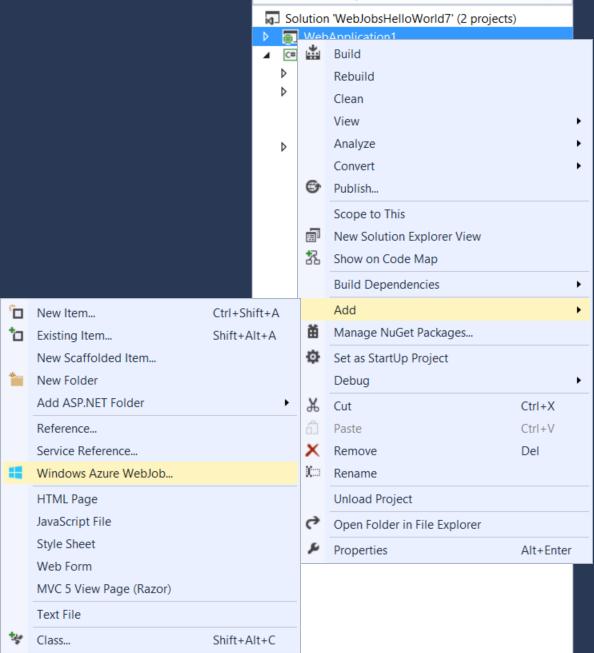 Solution 'WebJobsHelloWorld7' (2 projects)
WebApplication1
C#
Build
Rebuild
Clean
View
Analyze
Convert
Publish...
Scope to This
New Solution Explorer View
Show on Code Map
Build Dependencies
Add
Manage NuGet Packages...
Set as StartUp Project
Debug
Cut Ctrl+X
Paste Ctrl+V
Remove Del
Rename
Unload Project
Open Folder in File Explorer
Properties Alt+Enter
New Item... Ctrl+Shift+A
Existing Item... Shift+Alt+A
New Scaffolded Item...
New Folder
Add ASP.NET Folder
Reference...
Service Reference...
Windows Azure WebJob...
HTML Page
JavaScript File
Style Sheet
Web Form
MVC 5 View Page (Razor)
Text File
Class... Shift+Alt+C